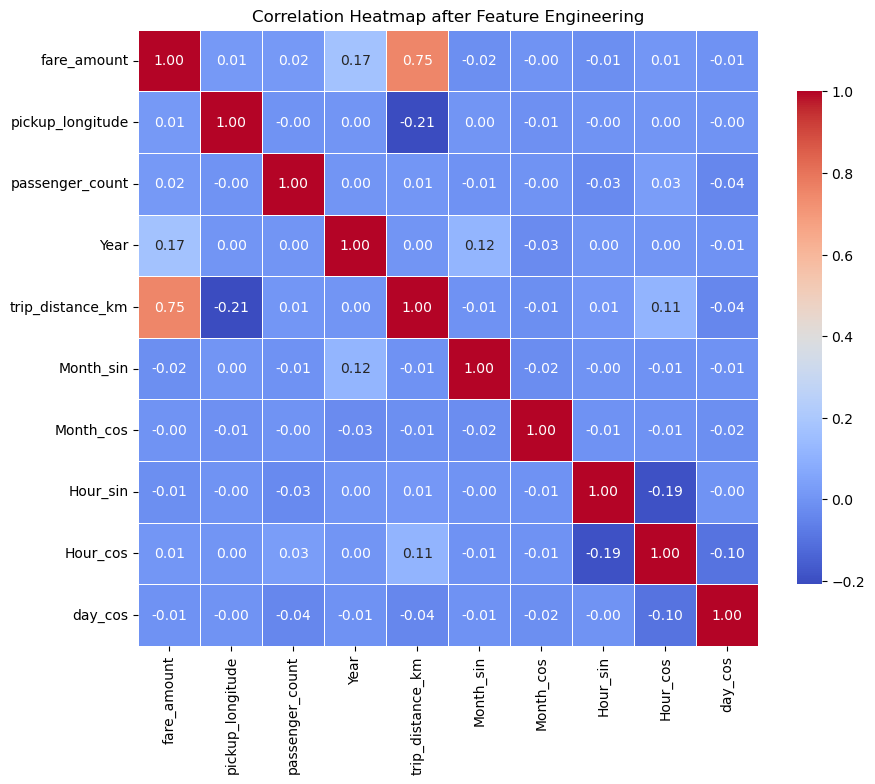 Correlation Heatmap after Feature Engineering
fare_amount 1.00 0.01 0.02 0.17 0.75 -0.02 -0.00 -0.01 0.01 -0.01
pickup_longitude 0.01 1.00 -0.00 0.00 -0.21 0.00 -0.01 -0.00 0.00 -0.00
passenger_count 0.02 -0.00 1.00 0.00 0.01 -0.01 -0.00 -0.03 0.03 -0.04
Year 0.17 0.00 0.00 1.00 0.00 0.12 -0.03 0.00 0.00 -0.01
trip_distance_km 0.75 -0.21 0.01 0.00 1.00 -0.01 -0.01 0.01 0.11 -0.04
Month_sin -0.02 0.00 -0.01 0.12 -0.01 1.00 -0.02 -0.00 -0.01 -0.01
Month_cos -0.00 -0.01 -0.00 -0.03 -0.01 -0.02 1.00 -0.01 -0.01 -0.02
Hour_sin -0.01 -0.00 -0.03 0.00 0.01 -0.00 -0.01 1.00 -0.19 -0.00
Hour_cos 0.01 0.00 0.03 0.00 0.11 -0.01 -0.01 -0.19 1.00 -0.10
day_cos -0.01 -0.00 -0.04 -0.01 -0.04 -0.01 -0.02 -0.00 -0.10 1.00
fare_amount
pickup_longitude
passenger_count
Year
trip_distance_km
Month_sin
Month_cos
Hour_sin
Hour_cos
day_cos
1.0
0.8
0.6
0.4
0.2
0.0
−0.2